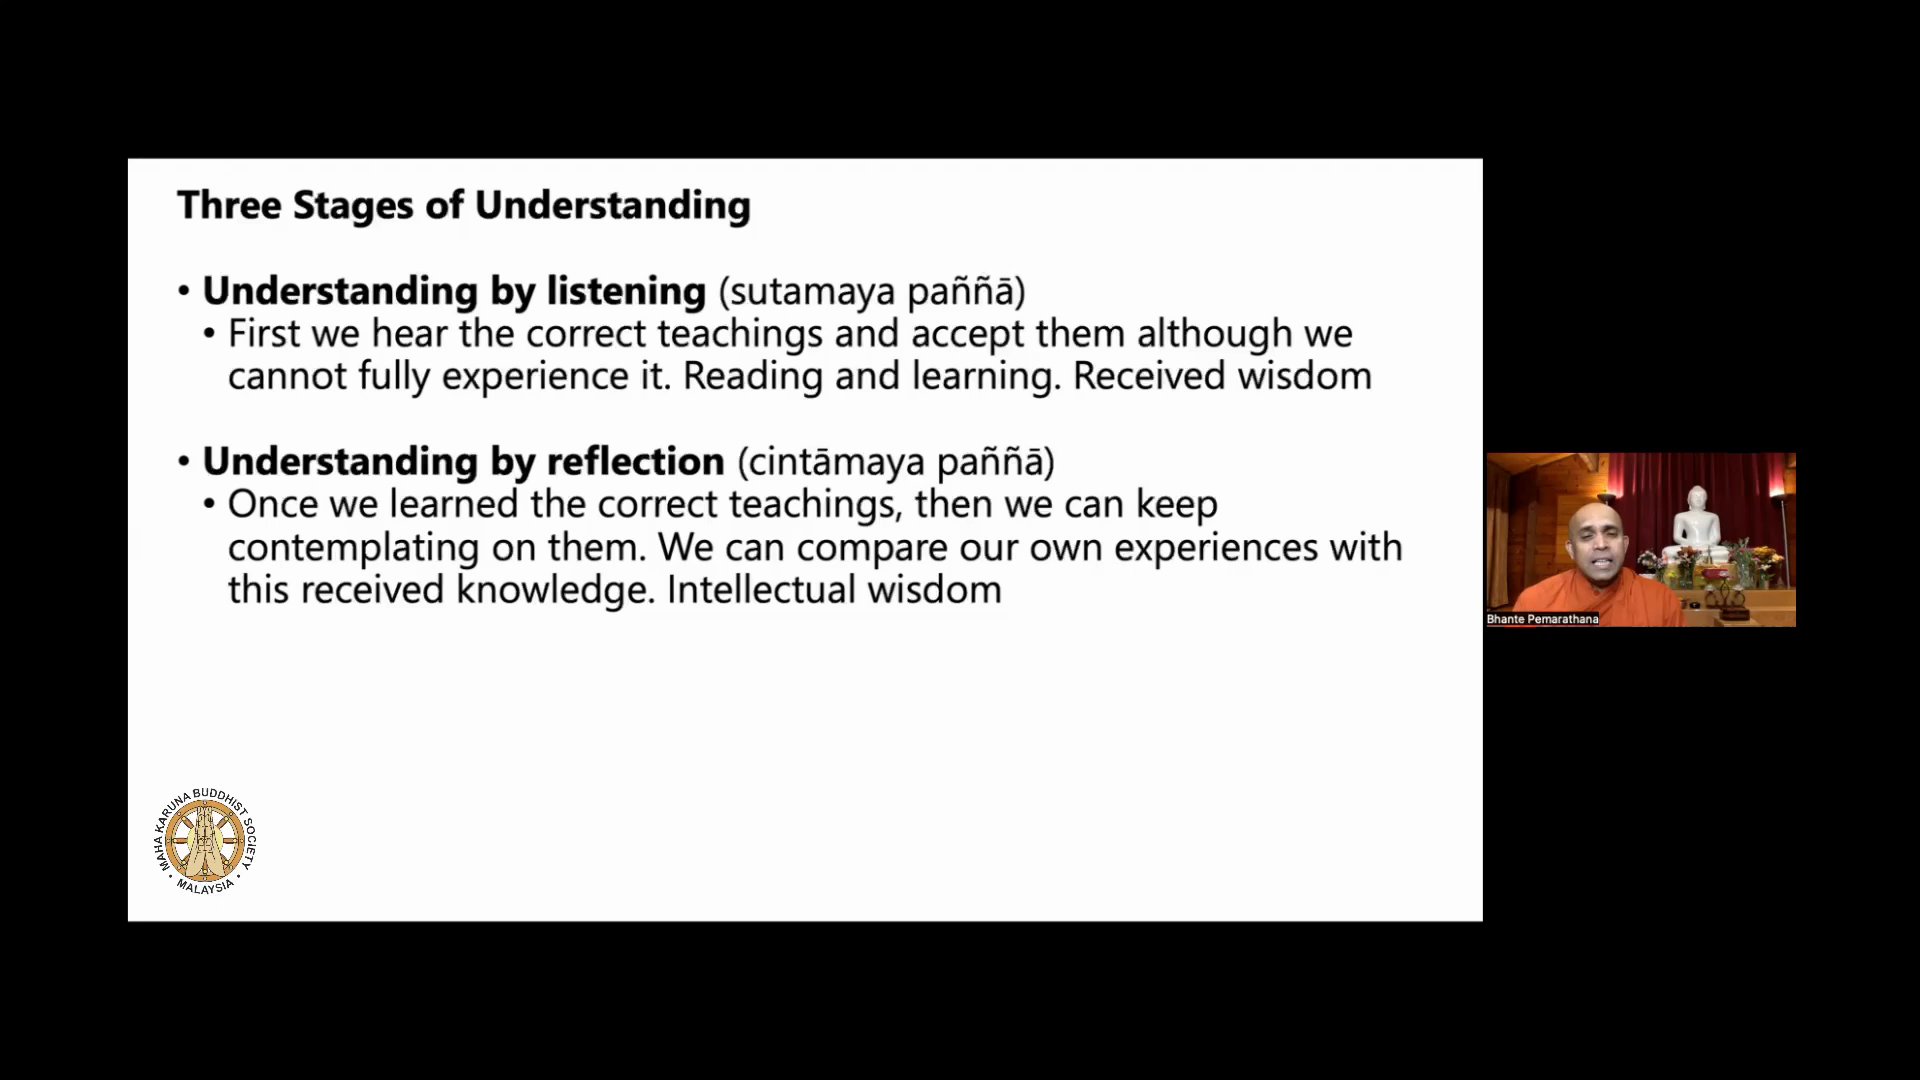 Three Stages of Understanding
• Understanding by listening (sutamaya paññā)
• First we hear the correct teachings and accept them although we
cannot fully experience it. Reading and learning. Received wisdom
• Understanding by reflection (cintāmaya paññā)
• Once we learned the correct teachings, then we can keep
contemplating on them. We can compare our own experiences with
this received knowledge. Intellectual wisdom
Bhante Pemarathana
MAHA KARUNA BUDDHIST SOCIETY
• MALAYSIA •